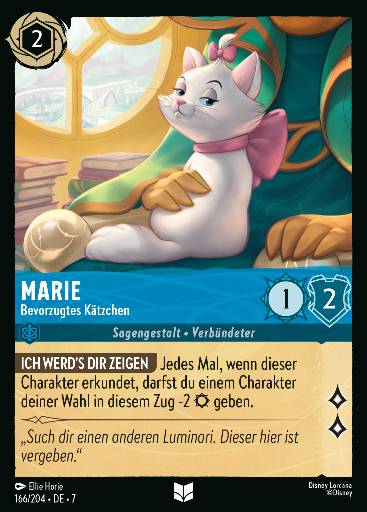 2
MARIE
Bevorzugtes Kätzchen
1
2
Sagengestalt • Verbündeter
ICH WERD'S DIR ZEIGEN Jedes Mal, wenn dieser
Charakter erkundet, darfst du einem Charakter
deiner Wahl in diesem Zug -2 geben.
„Such dir einen anderen Luminari. Dieser hier ist
vergeben.“
Ellie Horie
166/204 • DE • 7
Disney Lorcana
©Disney